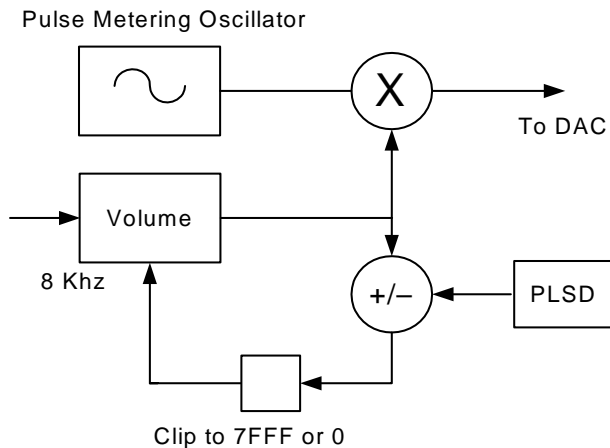 Pulse Metering Oscillator
X
To DAC
Volume
8 Khz
+/–
PLSD
Clip to 7FFF or 0